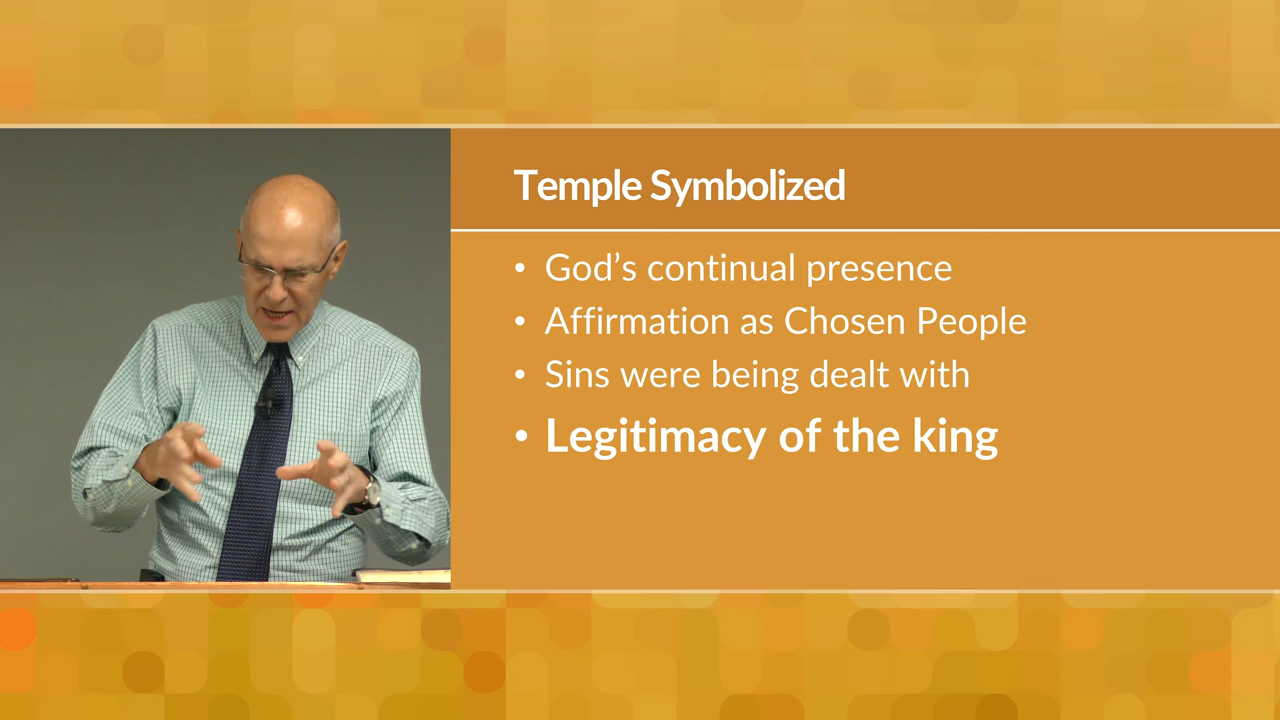 Temple Symbolized
• God’s continual presence
• Affirmation as Chosen People
• Sins were being dealt with
• Legitimacy of the king